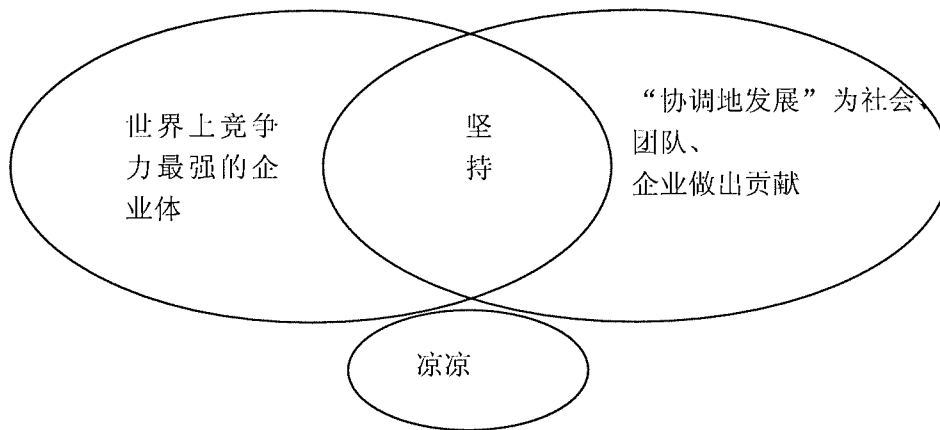 世界上竞争
力最强的企
业体
坚
持
“协调地发展”为社会、
团队、
企业做出贡献
凉凉